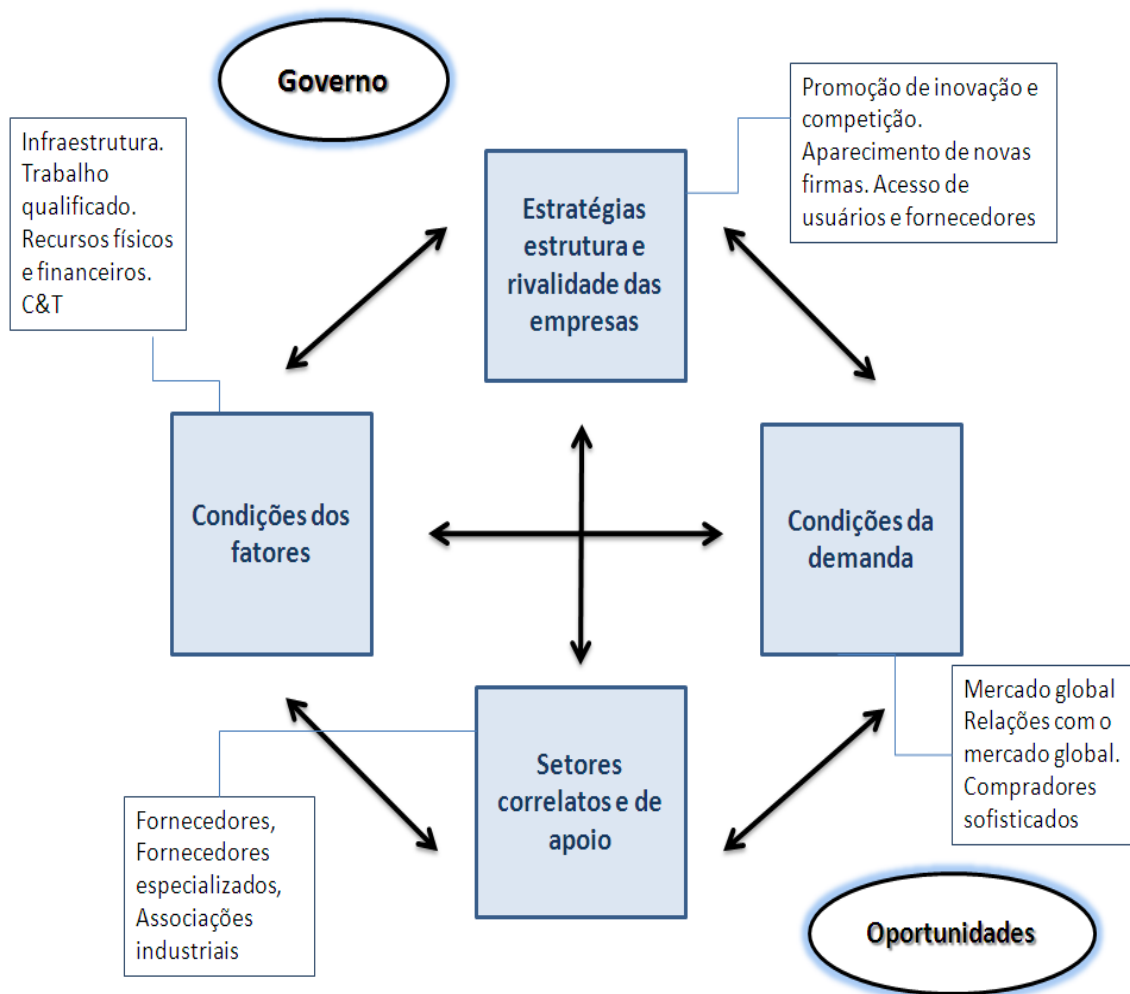 Governo
Promoção de inovação e
competição.
Aparecimento de novas
firmas. Acesso de
usuários e fornecedores
Infraestrutura.
Trabalho
qualificado.
Recursos físicos
e financeiros.
C&T
Estratégias
estrutura e
rivalidade das
empresas
Condições dos
fatores
Condições da
demanda
Setores
correlatos e de
apoio
Mercado global
Relações com o
mercado global.
Compradores
sofisticados
Fornecedores,
Fornecedores
especializados,
Associações
industriais
Oportunidades